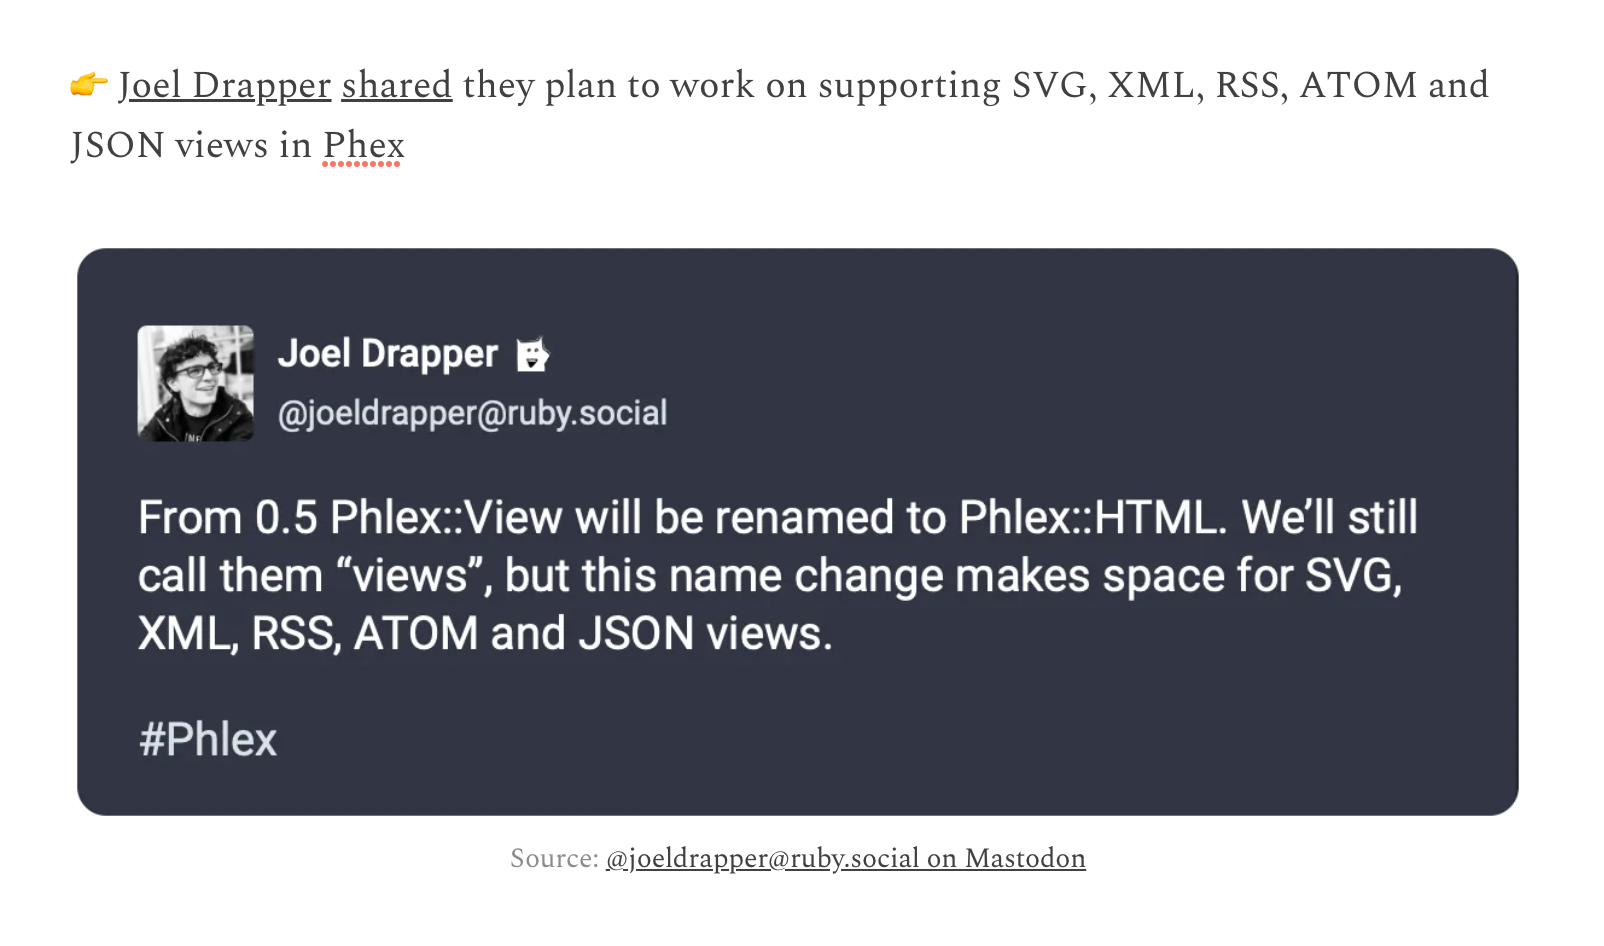 👉 Joel Drapper shared they plan to work on supporting SVG, XML, RSS, ATOM and
JSON views in Phex
Joel Drapper
@joeldrapper@ruby.social
From 0.5 Phlex::View will be renamed to Phlex::HTML. We’ll still
call them “views”, but this name change makes space for SVG,
XML, RSS, ATOM and JSON views.
#Phlex
Source: @joeldrapper@ruby.social on Mastodon